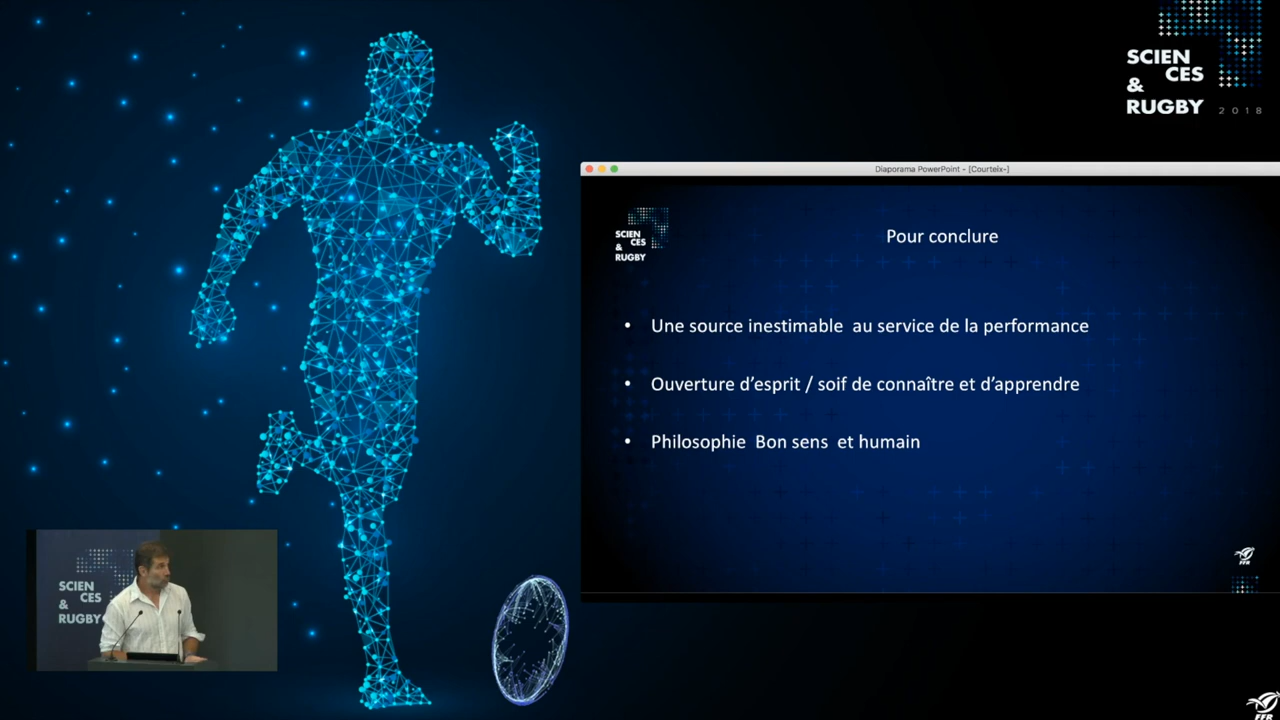 SCIEN
CES
&
RUGBY 2018
Diaporama PowerPoint - [Courteix-]
SCIEN
CES
&
RUGBY
Pour conclure
• Une source inestimable au service de la performance
• Ouverture d’esprit / soif de connaître et d’apprendre
• Philosophie Bon sens et humain
FFR
SCIEN
CES
&
RUGBY
FFR